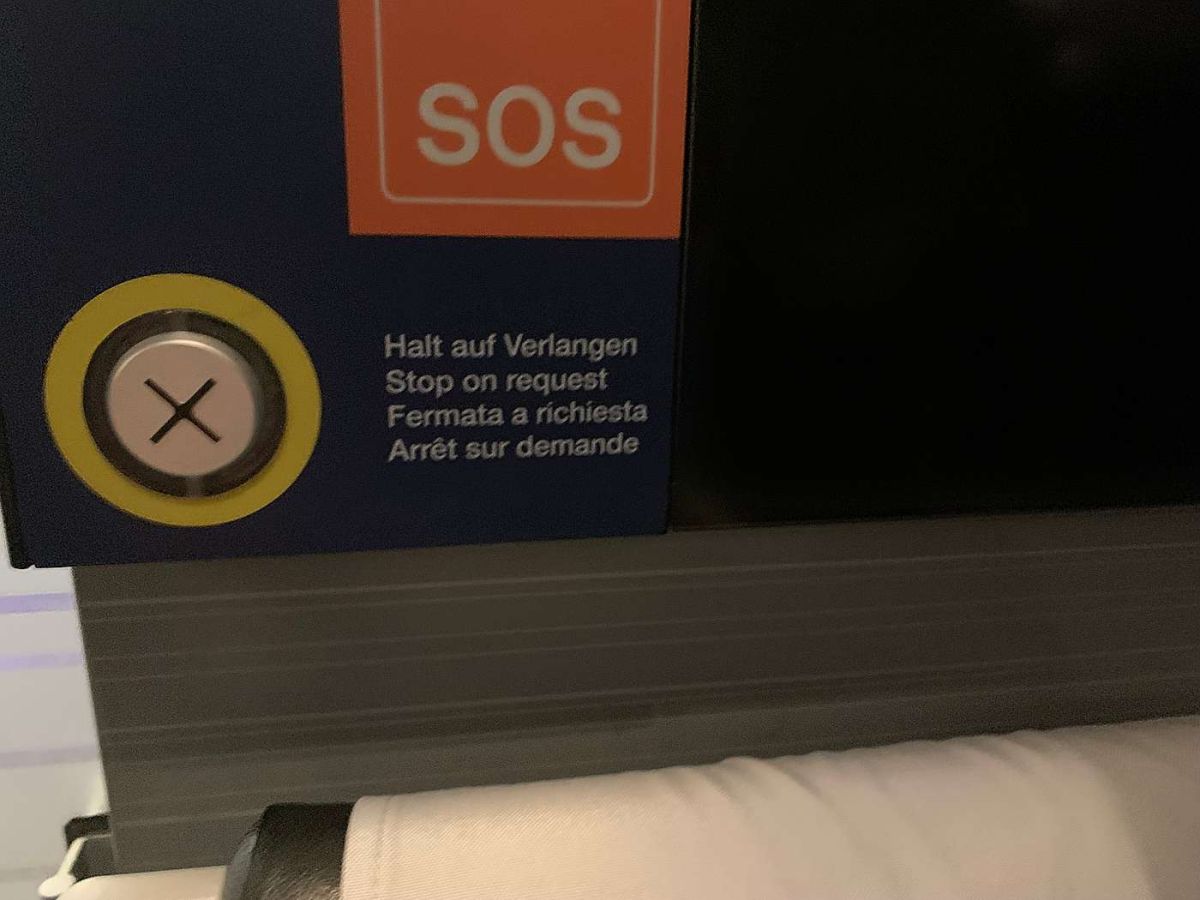 SOS
Halt auf Verlangen
Stop on request
Fermata a richiesta
Arrêt sur demande